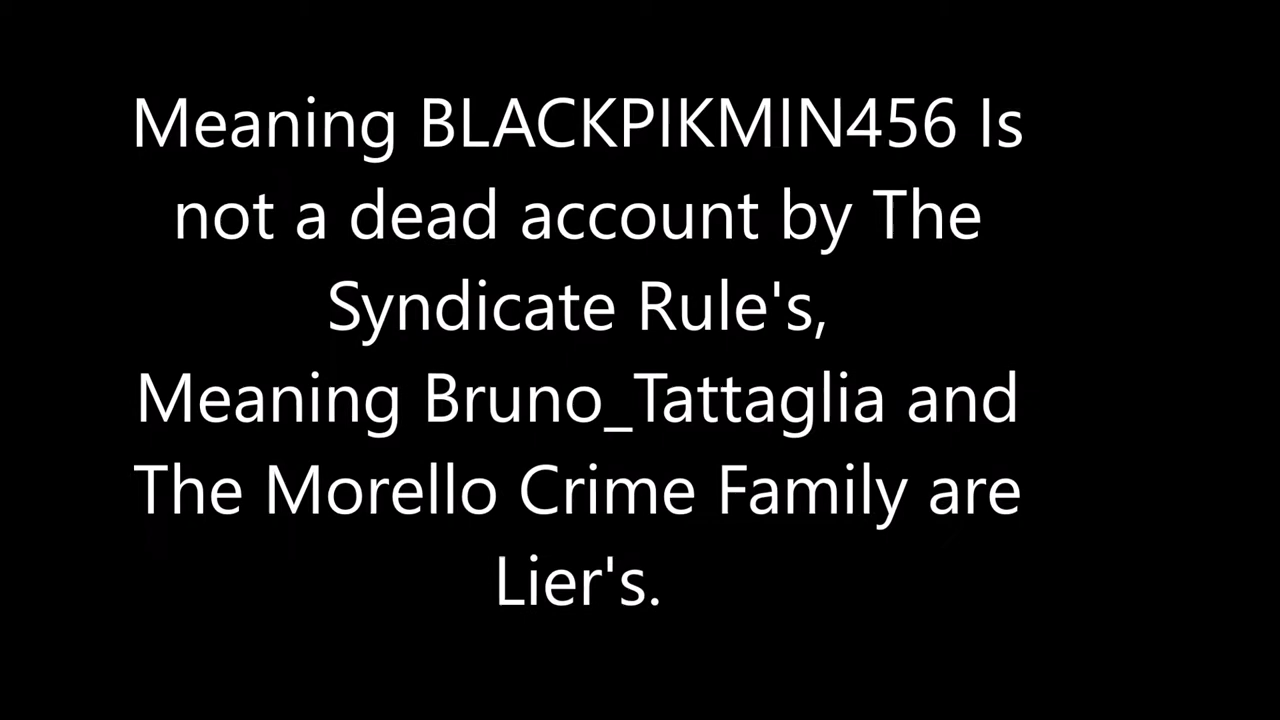 Meaning BLACKPIKMIN456 Is
not a dead account by The
Syndicate Rule's,
Meaning Bruno_Tattaglia and
The Morello Crime Family are
Lier's.